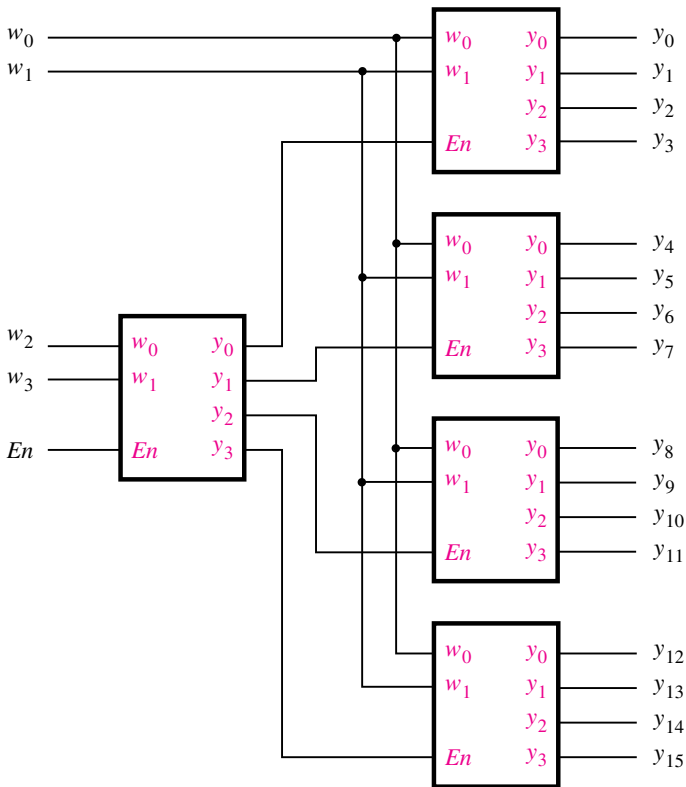 w0 w0 y0 y0
w1 w1 y1 y1
y2 y2
En y3 y3
w0 y0 y4
w1 y1 y5
y2 y6
En y3 y7
w2 w0 y0
w3 w1 y1
y2
En En y3
w0 y0 y8
w1 y1 y9
y2 y10
En y3 y11
w0 y0 y12
w1 y1 y13
y2 y14
En y3 y15